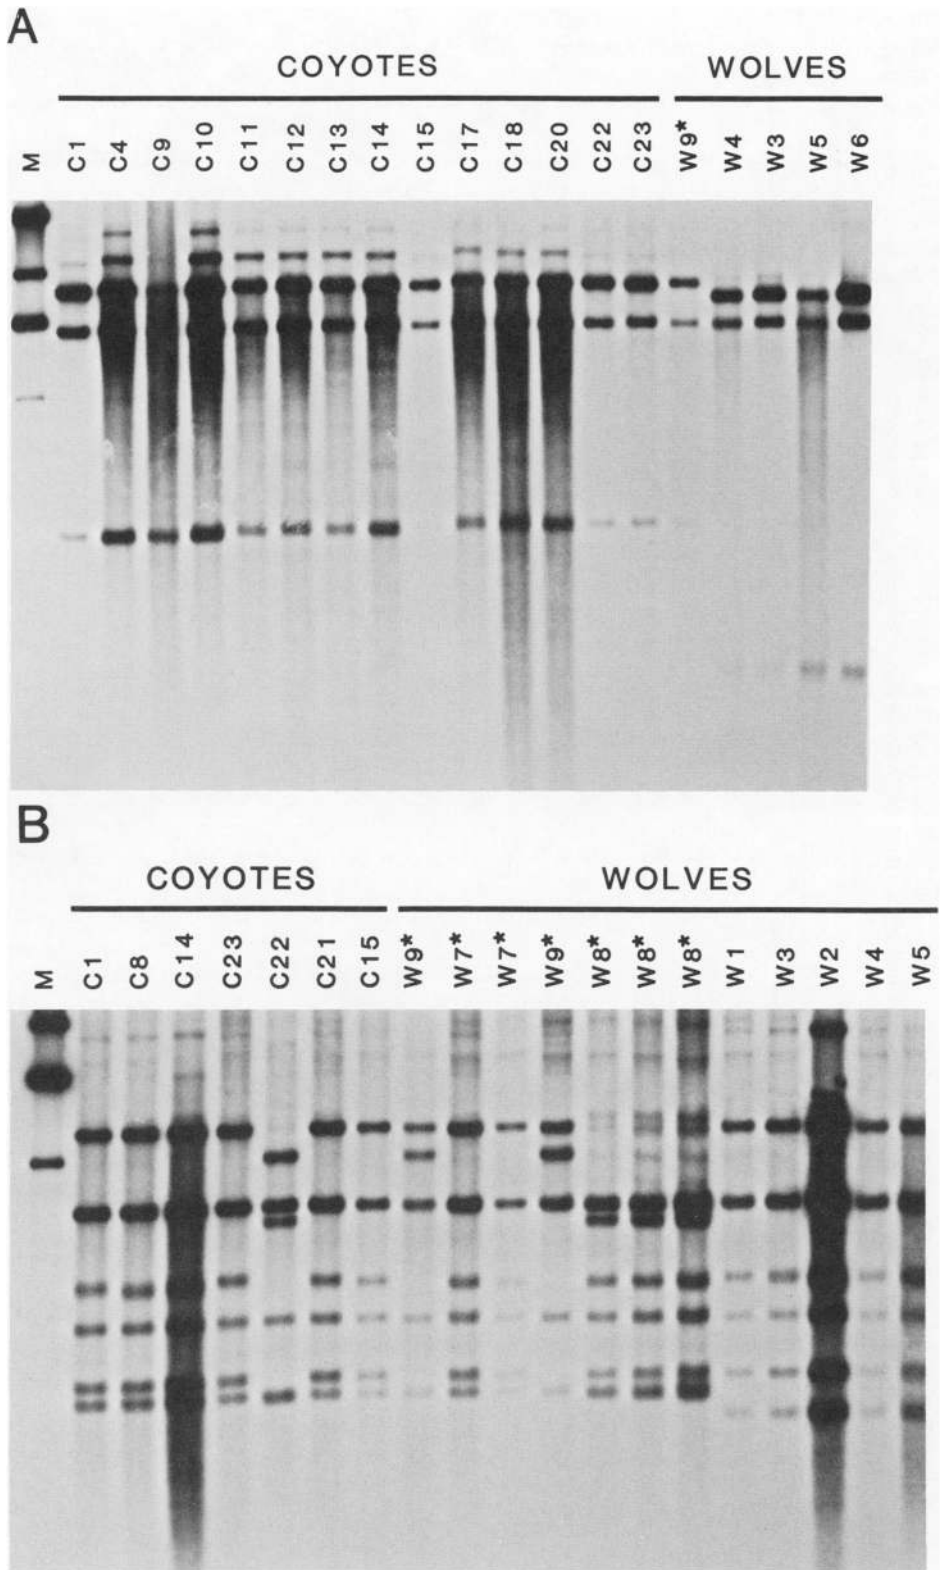 A
COYOTES WOLVES
M C1 C4 C9 C10 C11 C12 C13 C14 C15 C17 C18 C20 C22 C23 W9* W4 W3 W5 W6
B
COYOTES WOLVES
M C1 C8 C14 C23 C22 C21 C15 W9* W7* W7* W9* W8* W8* W8* W1 W3 W2 W4 W5